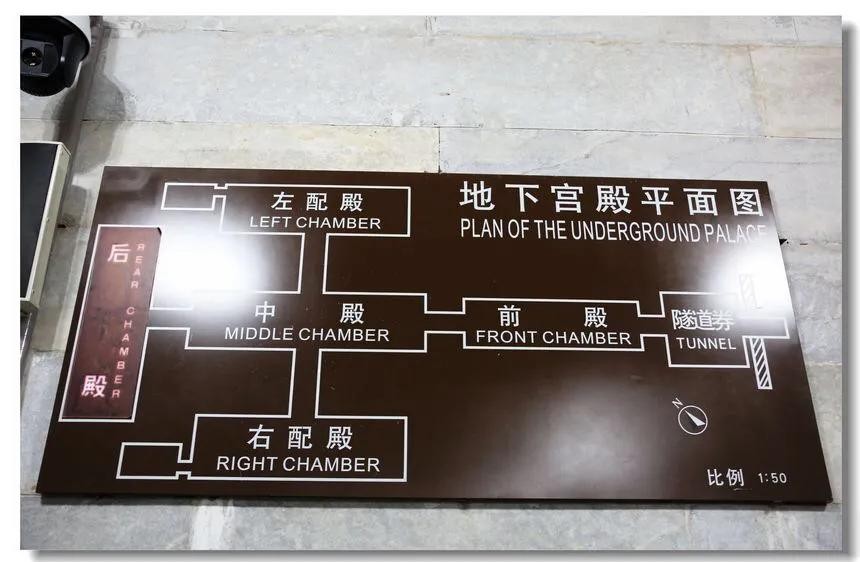 地下宫殿平面图
PLAN OF THE UNDERGROUND PALACE
左配殿
LEFT CHAMBER
后殿
REAR CHAMBER
中殿
MIDDLE CHAMBER
前殿
FRONT CHAMBER
隧道券
TUNNEL
右配殿
RIGHT CHAMBER
N
比例 1:50